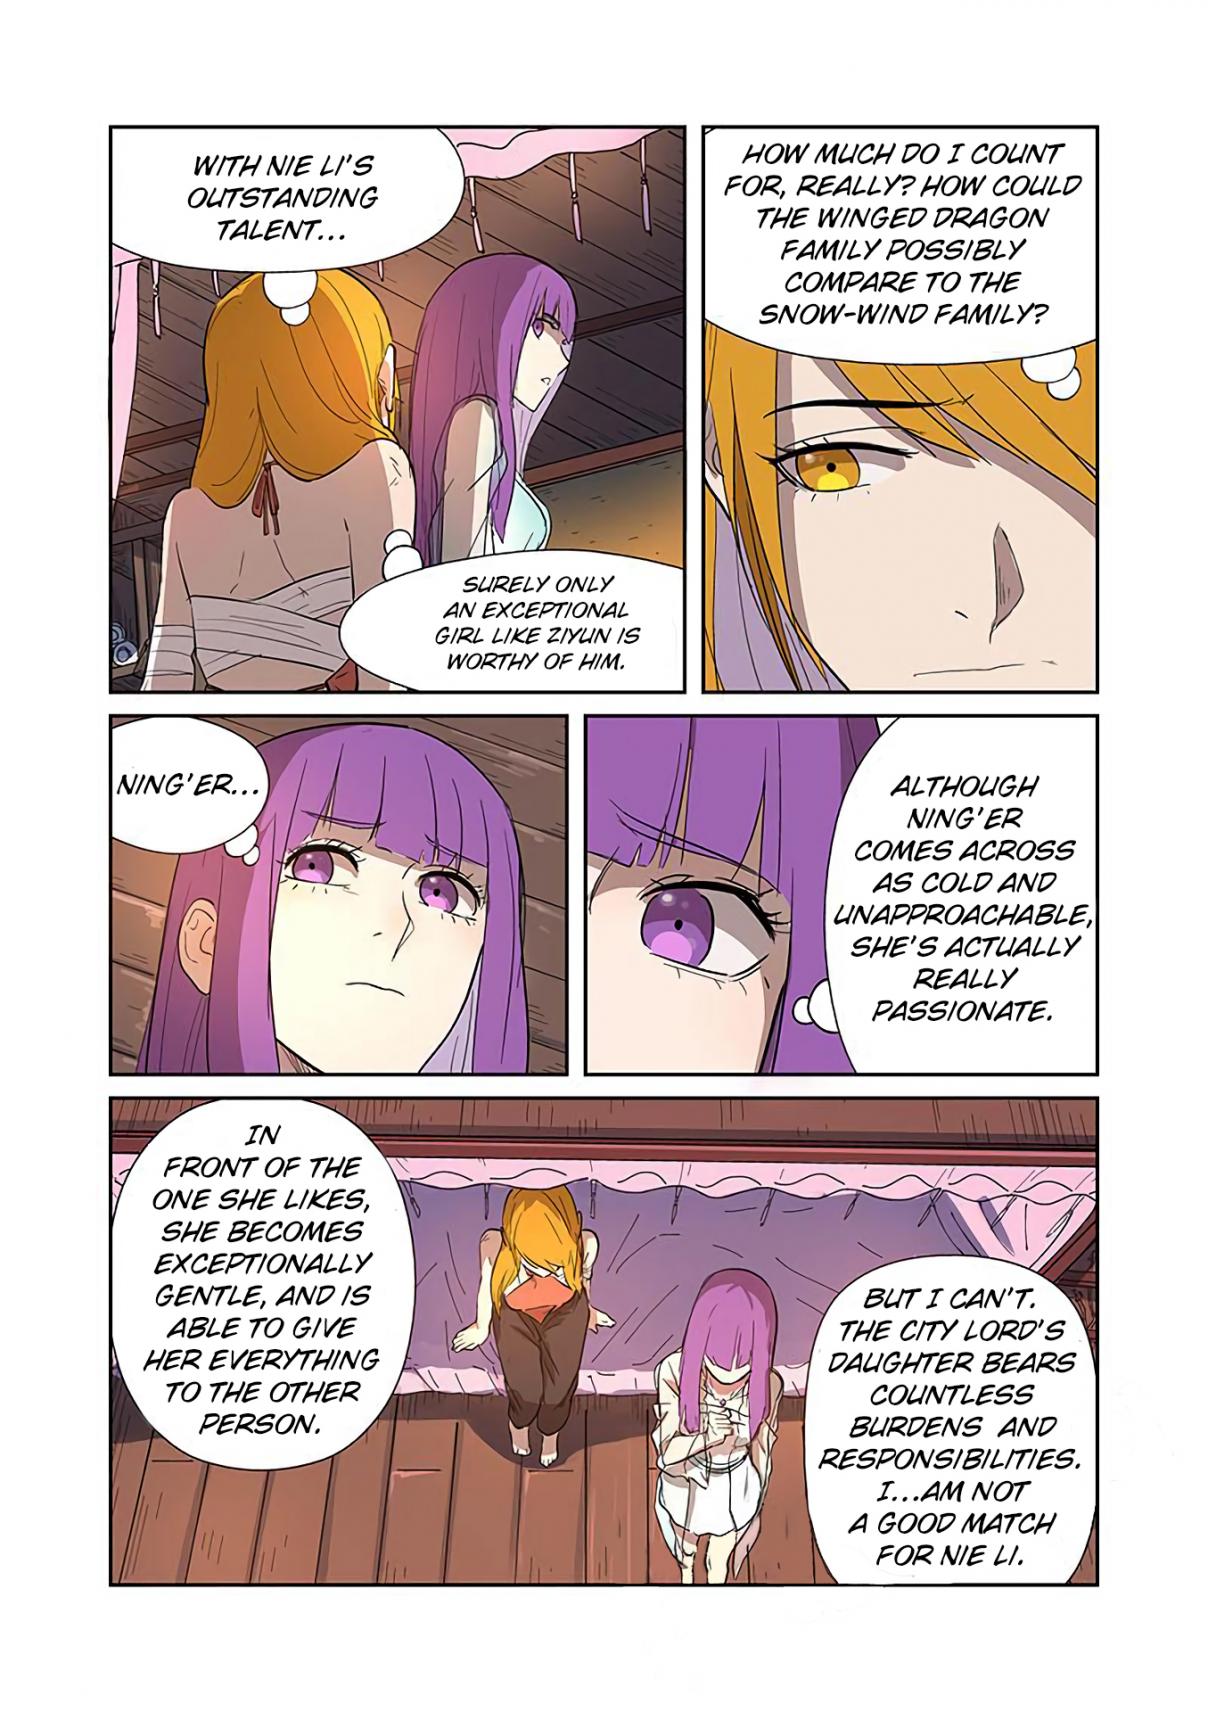 WITH NIE LI'S
OUTSTANDING
TALENT...
SURELY ONLY
AN EXCEPTIONAL
GIRL LIKE ZIYUN IS
WORTHY OF HIM.
HOW MUCH DO I COUNT
FOR, REALLY? HOW COULD
THE WINGED DRAGON
FAMILY POSSIBLY
COMPARE TO THE
SNOW-WIND FAMILY?
NING'ER...
ALTHOUGH
NING'ER
COMES ACROSS
AS COLD AND
UNAPPROACHABLE,
SHE'S ACTUALLY
REALLY
PASSIONATE.
IN
FRONT OF THE
ONE SHE LIKES,
SHE BECOMES
EXCEPTIONALLY
GENTLE, AND IS
ABLE TO GIVE
HER EVERYTHING
TO THE OTHER
PERSON.
BUT I CAN'T.
THE CITY LORD'S
DAUGHTER BEARS
COUNTLESS
BURDENS AND
RESPONSIBILITIES.
I...AM NOT
A GOOD MATCH
FOR NIE LI.